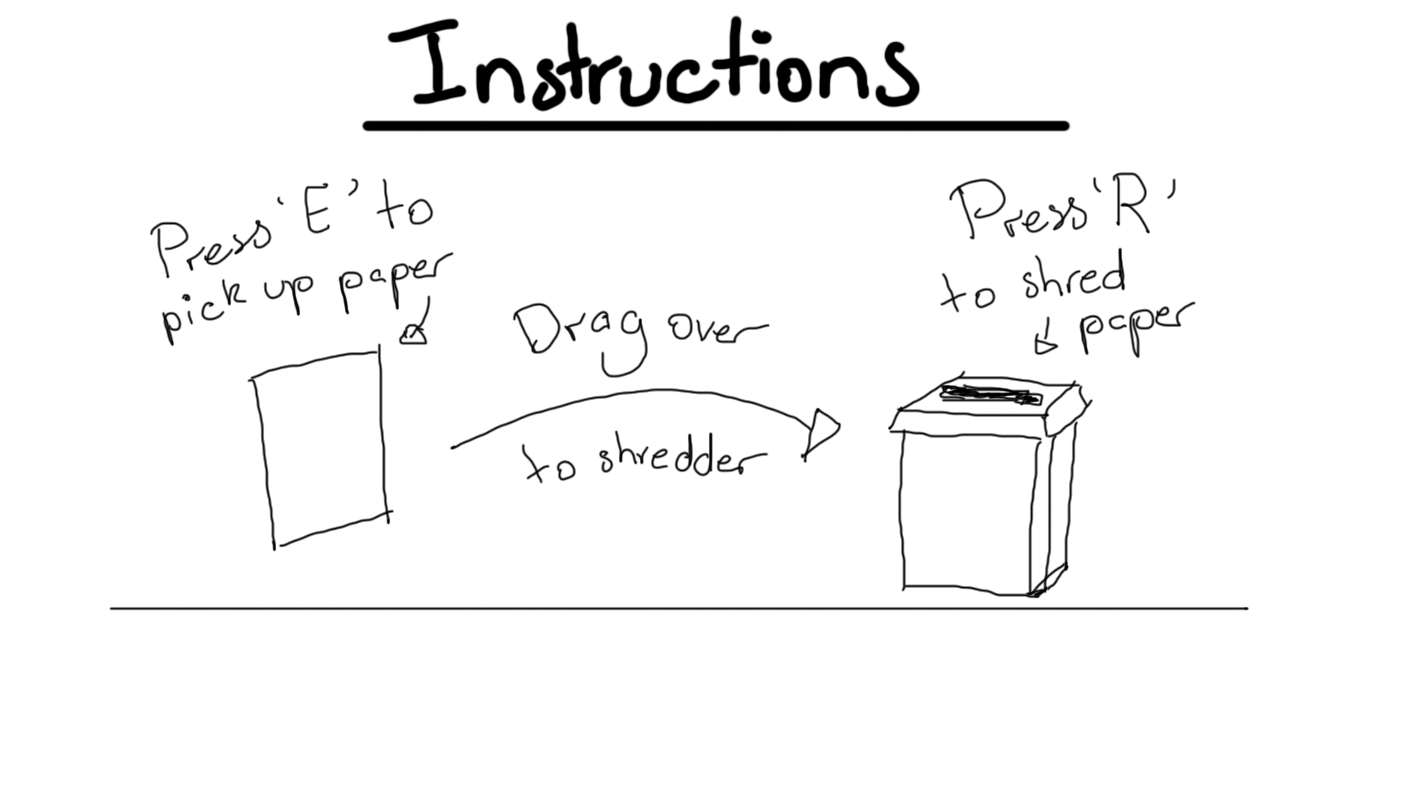 Instructions
Press 'E' to
pick up paper
Drag over
to shredder
Press 'R'
to shred
paper